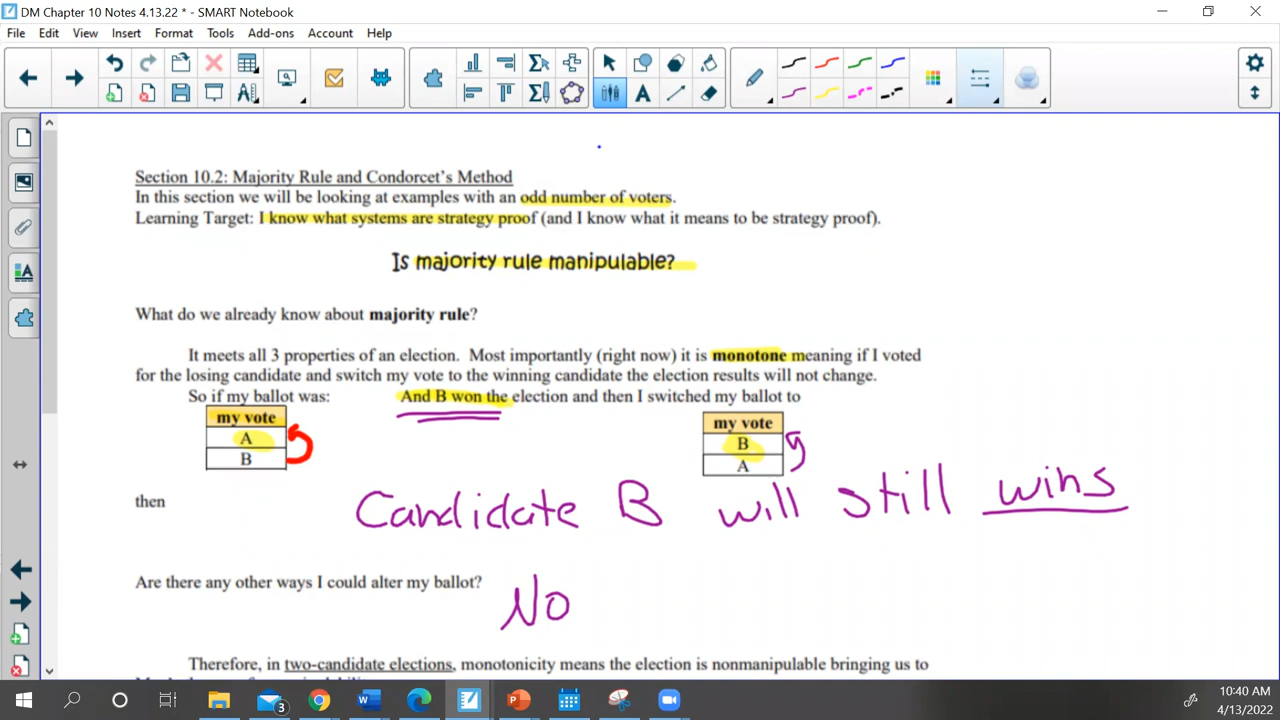 DM Chapter 10 Notes 4.13.22 * - SMART Notebook
File Edit View Insert Format Tools Add-ons Account Help
Section 10.2: Majority Rule and Condorcet's Method
In this section we will be looking at examples with an odd number of voters.
Learning Target: I know what systems are strategy proof (and I know what it means to be strategy proof).
Is majority rule manipulable?
What do we already know about majority rule?
It meets all 3 properties of an election. Most importantly (right now) it is monotone meaning if I voted
for the losing candidate and switch my vote to the winning candidate the election results will not change.
So if my ballot was: And B won the election and then I switched my ballot to
my vote
A
B
my vote
B
A
then Candidate B will still wins
Are there any other ways I could alter my ballot? No
Therefore, in two-candidate elections, monotonicity means the election is nonmanipulable bringing us to
3
10:40 AM
4/13/2022